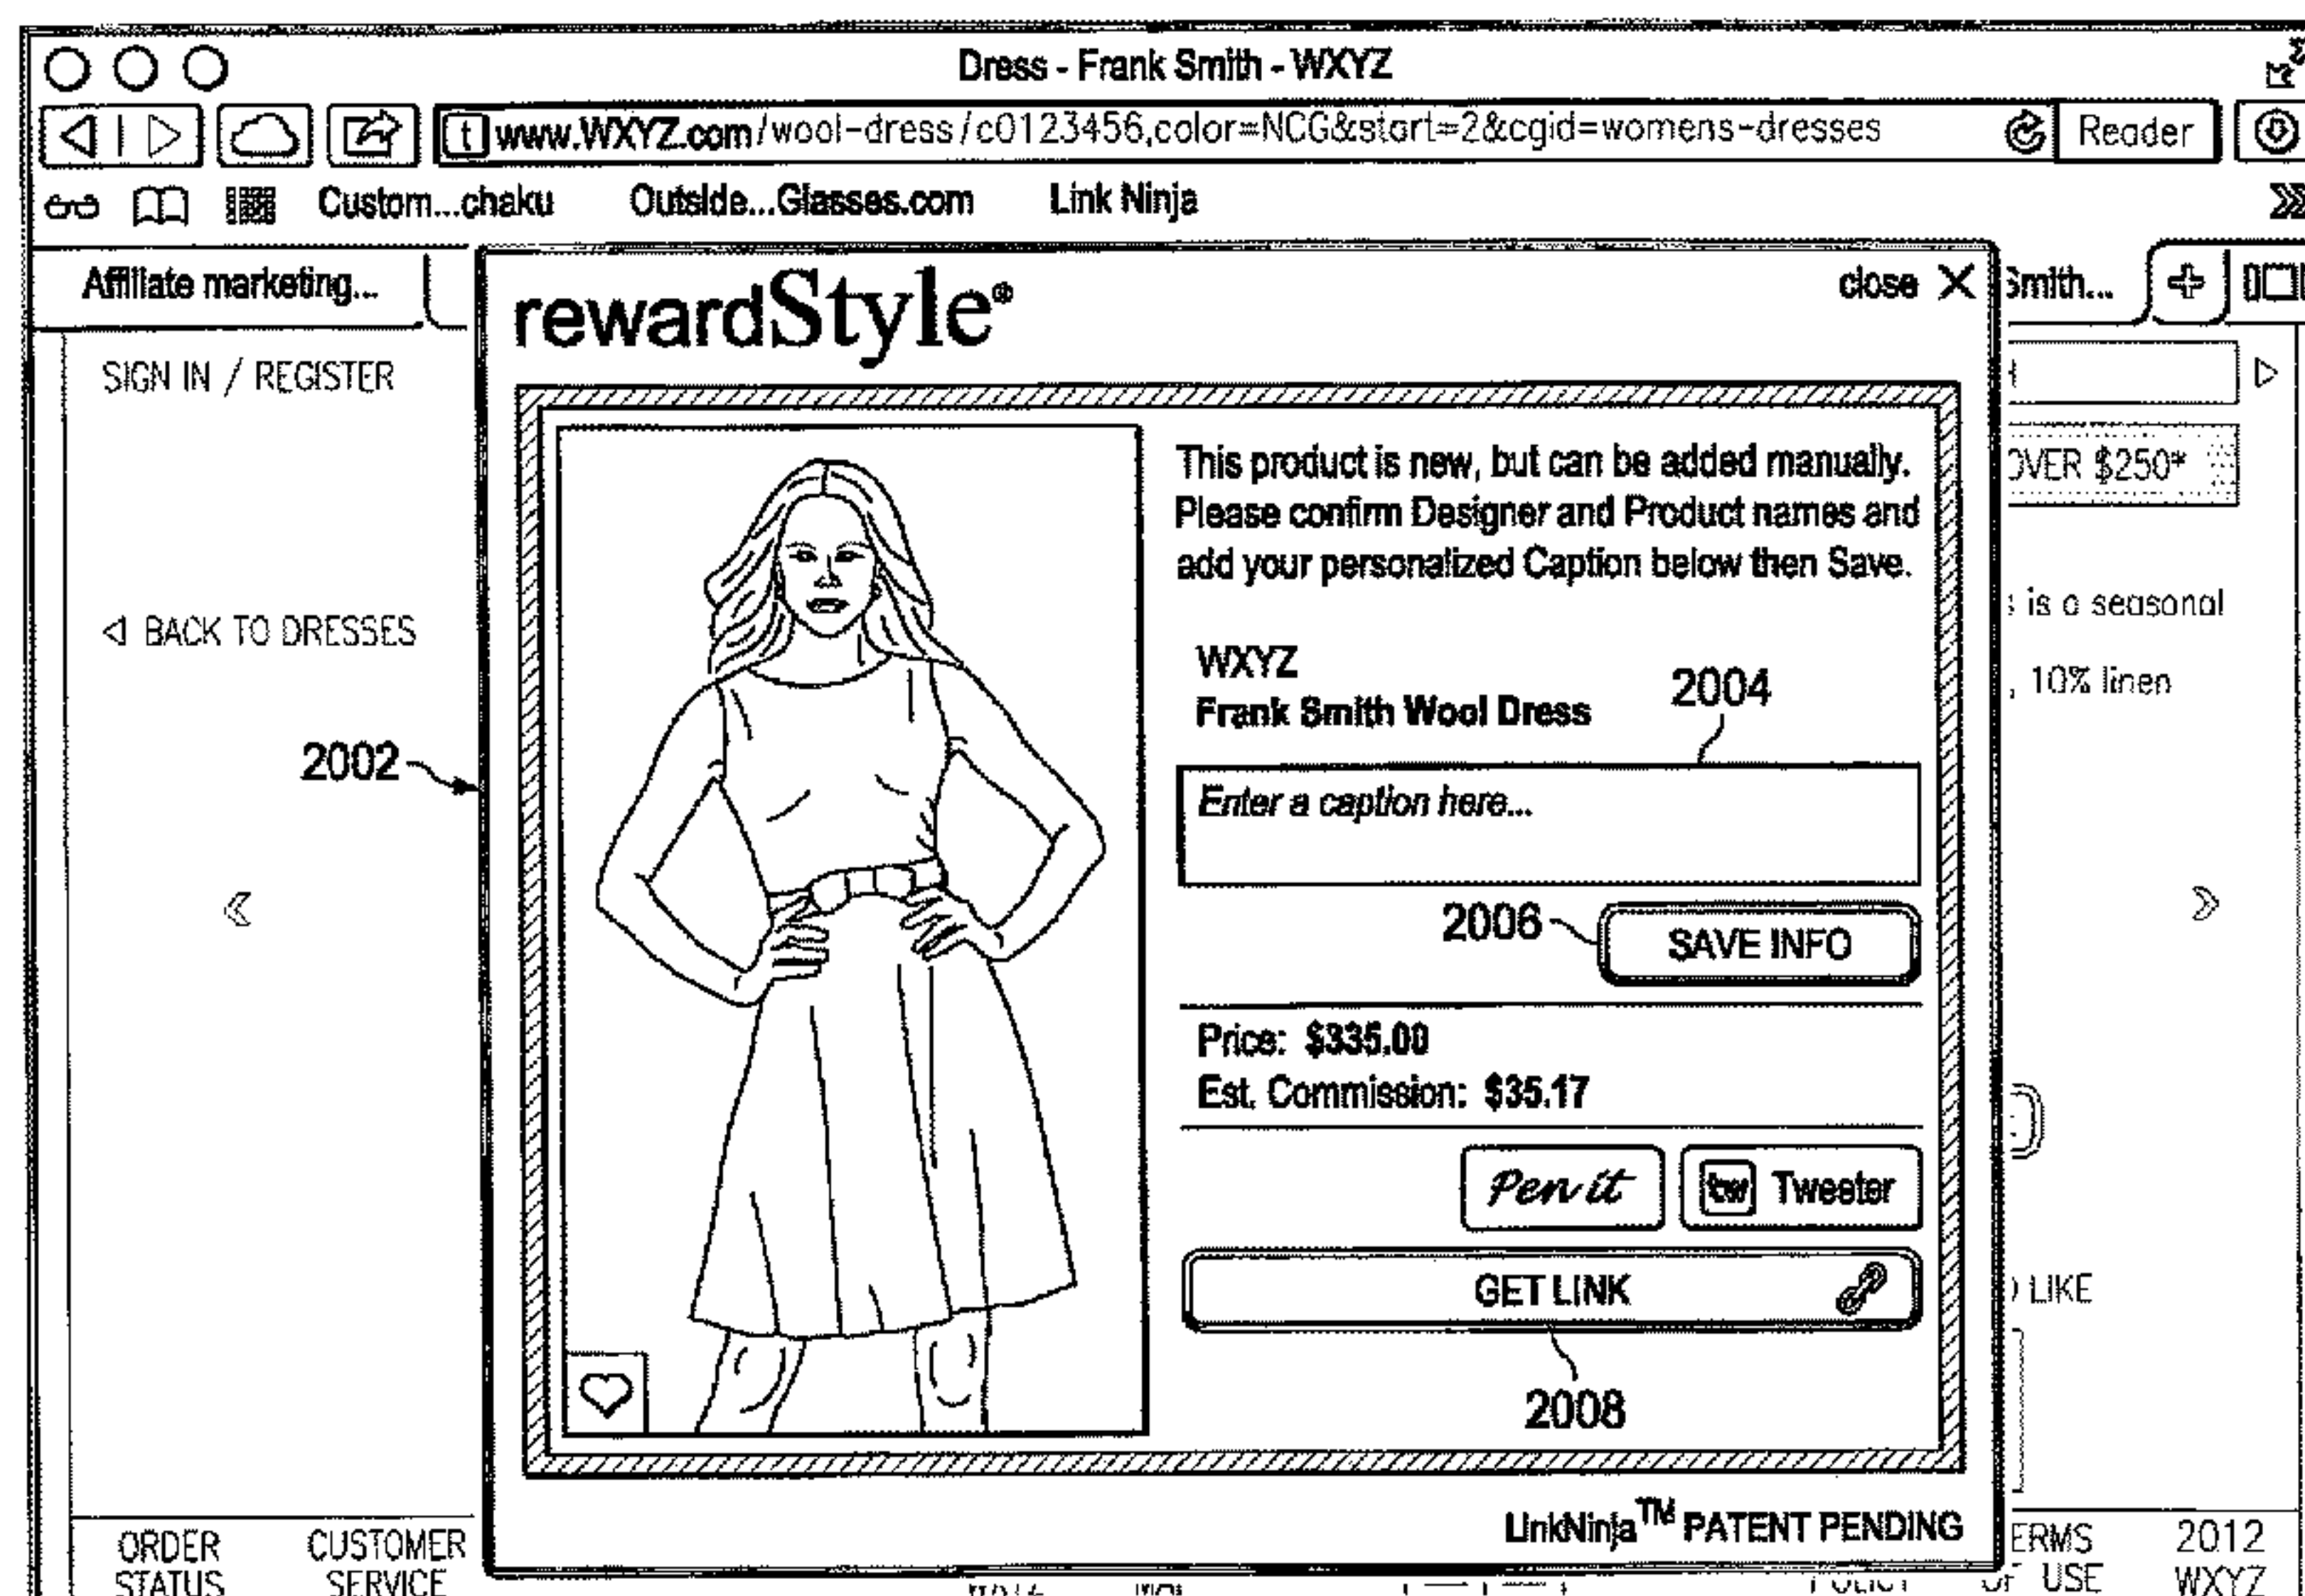 Dress - Frank Smith - WXYZ
t www.WXYZ.com/wool-dress/c0123456,color=NCG&start=2&cgid=womens-dresses Reader
Custom...chaku Outside...Glasses.com Link Ninja
Affiliate marketing... Smith...
rewardStyle® close X
SIGN IN / REGISTER
OVER $250*
This product is new, but can be added manually.
Please confirm Designer and Product names and
add your personalized Caption below then Save.
is a seasonal
BACK TO DRESSES
WXYZ
, 10% linen
2004
Frank Smith Wool Dress
2002
Enter a caption here...
2006
SAVE INFO
Price: $335.00
Est. Commission: $35.17
Pen it tw Tweeter
GET LINK
LIKE
2008
LinkNinja™ PATENT PENDING
ORDER CUSTOMER ERMS 2012
STATUS SERVICE OF USE WXYZ